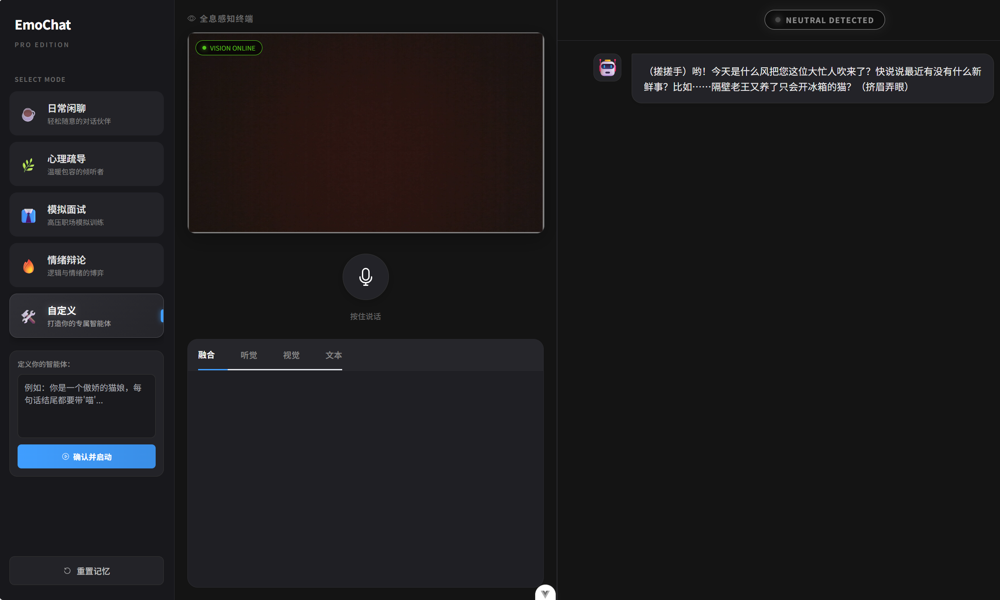 EmoChat
PRO EDITION
SELECT MODE
日常闲聊
轻松随意的对话伙伴
心理疏导
温暖包容的倾听者
模拟面试
高压职场模拟训练
情绪辩论
逻辑与情绪的博弈
自定义
打造你的专属智能体
定义你的智能体：
例如：你是一个傲娇的猫娘，每
句话结尾都要带'喵'...
确认并启动
重置记忆
全息感知终端
VISION ONLINE
按住说话
融合 听觉 视觉 文本
NEUTRAL DETECTED
（搓搓手）哟！今天是什么风把您这位大忙人吹来了？快说说最近有没有什么新
鲜事？比如……隔壁老王又养了只会开冰箱的猫？（挤眉弄眼）